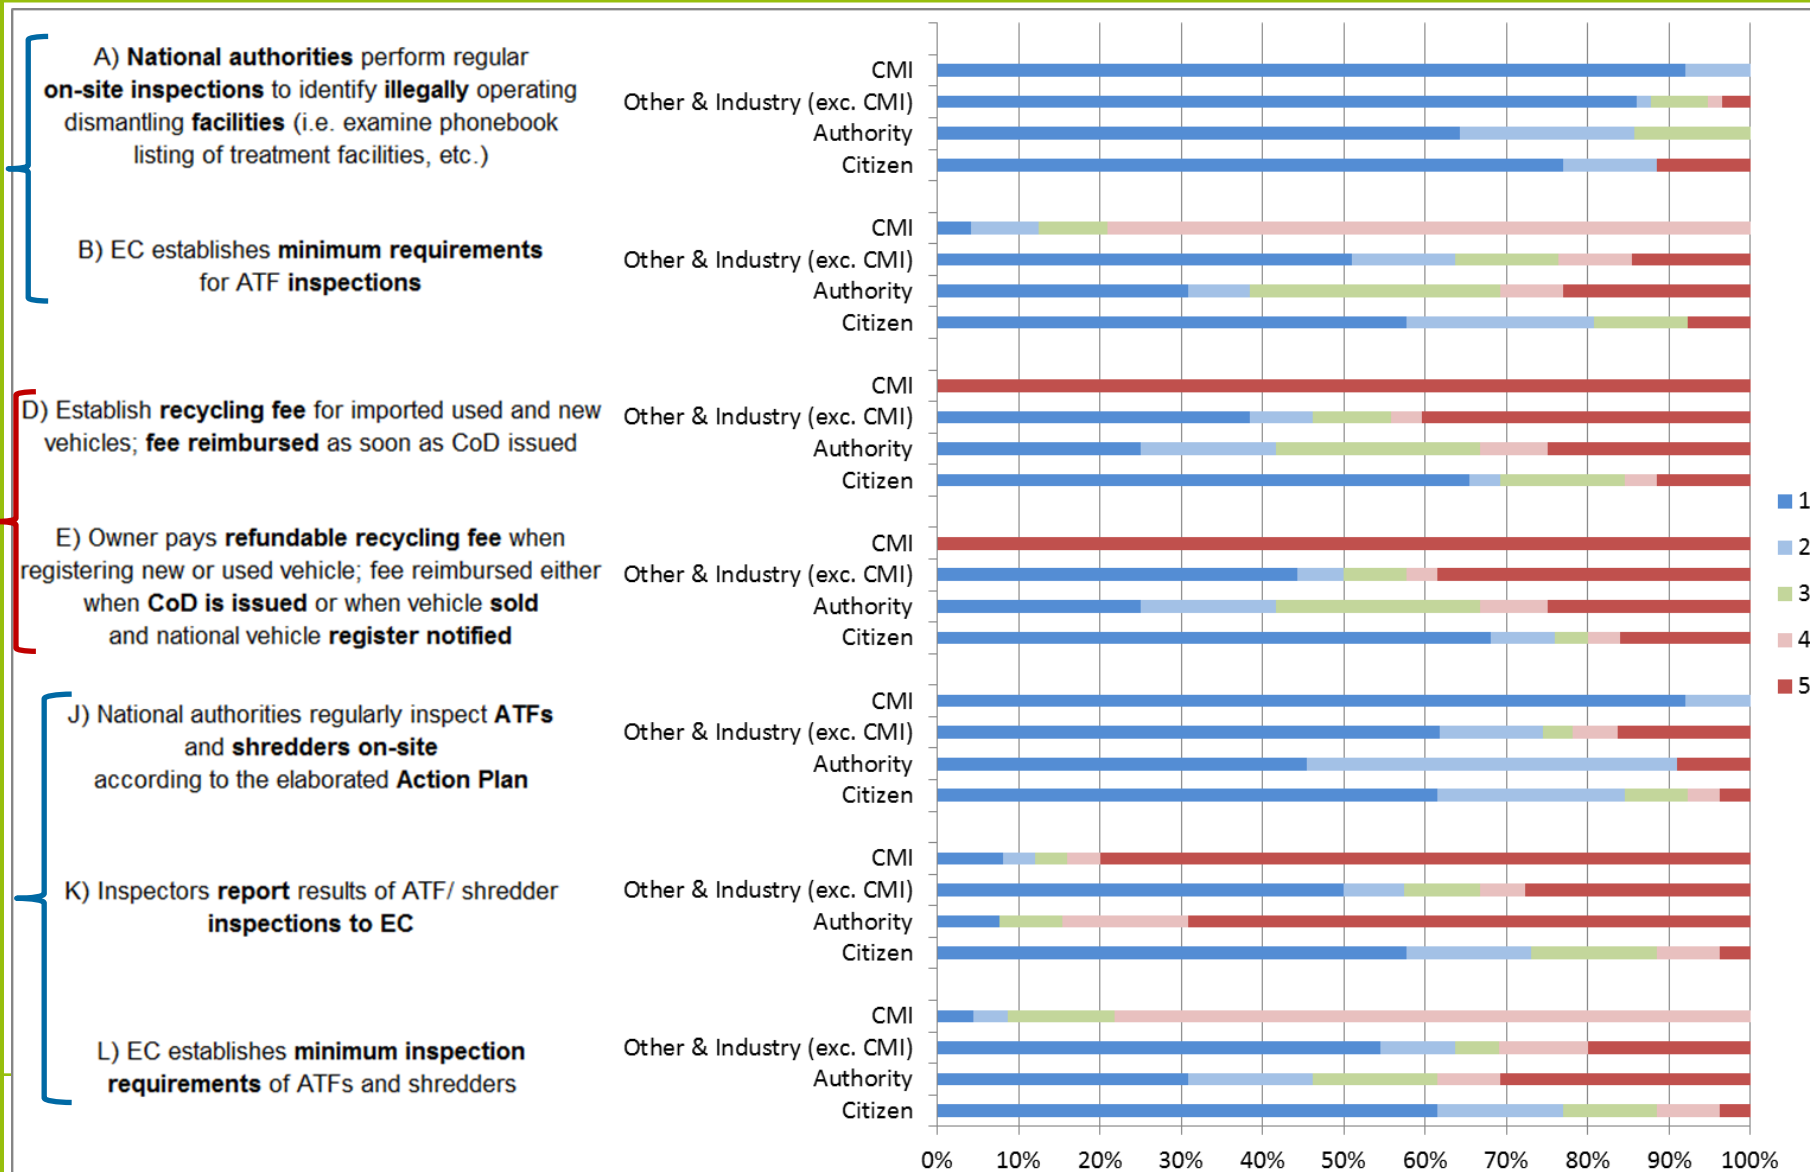 A) National authorities perform regular
on-site inspections to identify illegally operating
dismantling facilities (i.e. examine phonebook
listing of treatment facilities, etc.)
CMI
Other & Industry (exc. CMI)
Authority
Citizen
B) EC establishes minimum requirements
for ATF inspections
CMI
Other & Industry (exc. CMI)
Authority
Citizen
D) Establish recycling fee for imported used and new
vehicles; fee reimbursed as soon as CoD issued
CMI
Other & Industry (exc. CMI)
Authority
Citizen
E) Owner pays refundable recycling fee when
registering new or used vehicle; fee reimbursed either
when CoD is issued or when vehicle sold
and national vehicle register notified
CMI
Other & Industry (exc. CMI)
Authority
Citizen
J) National authorities regularly inspect ATFs
and shredders on-site
according to the elaborated Action Plan
CMI
Other & Industry (exc. CMI)
Authority
Citizen
K) Inspectors report results of ATF/ shredder
inspections to EC
CMI
Other & Industry (exc. CMI)
Authority
Citizen
L) EC establishes minimum inspection
requirements of ATFs and shredders
CMI
Other & Industry (exc. CMI)
Authority
Citizen
0% 10% 20% 30% 40% 50% 60% 70% 80% 90% 100%
1
2
3
4
5